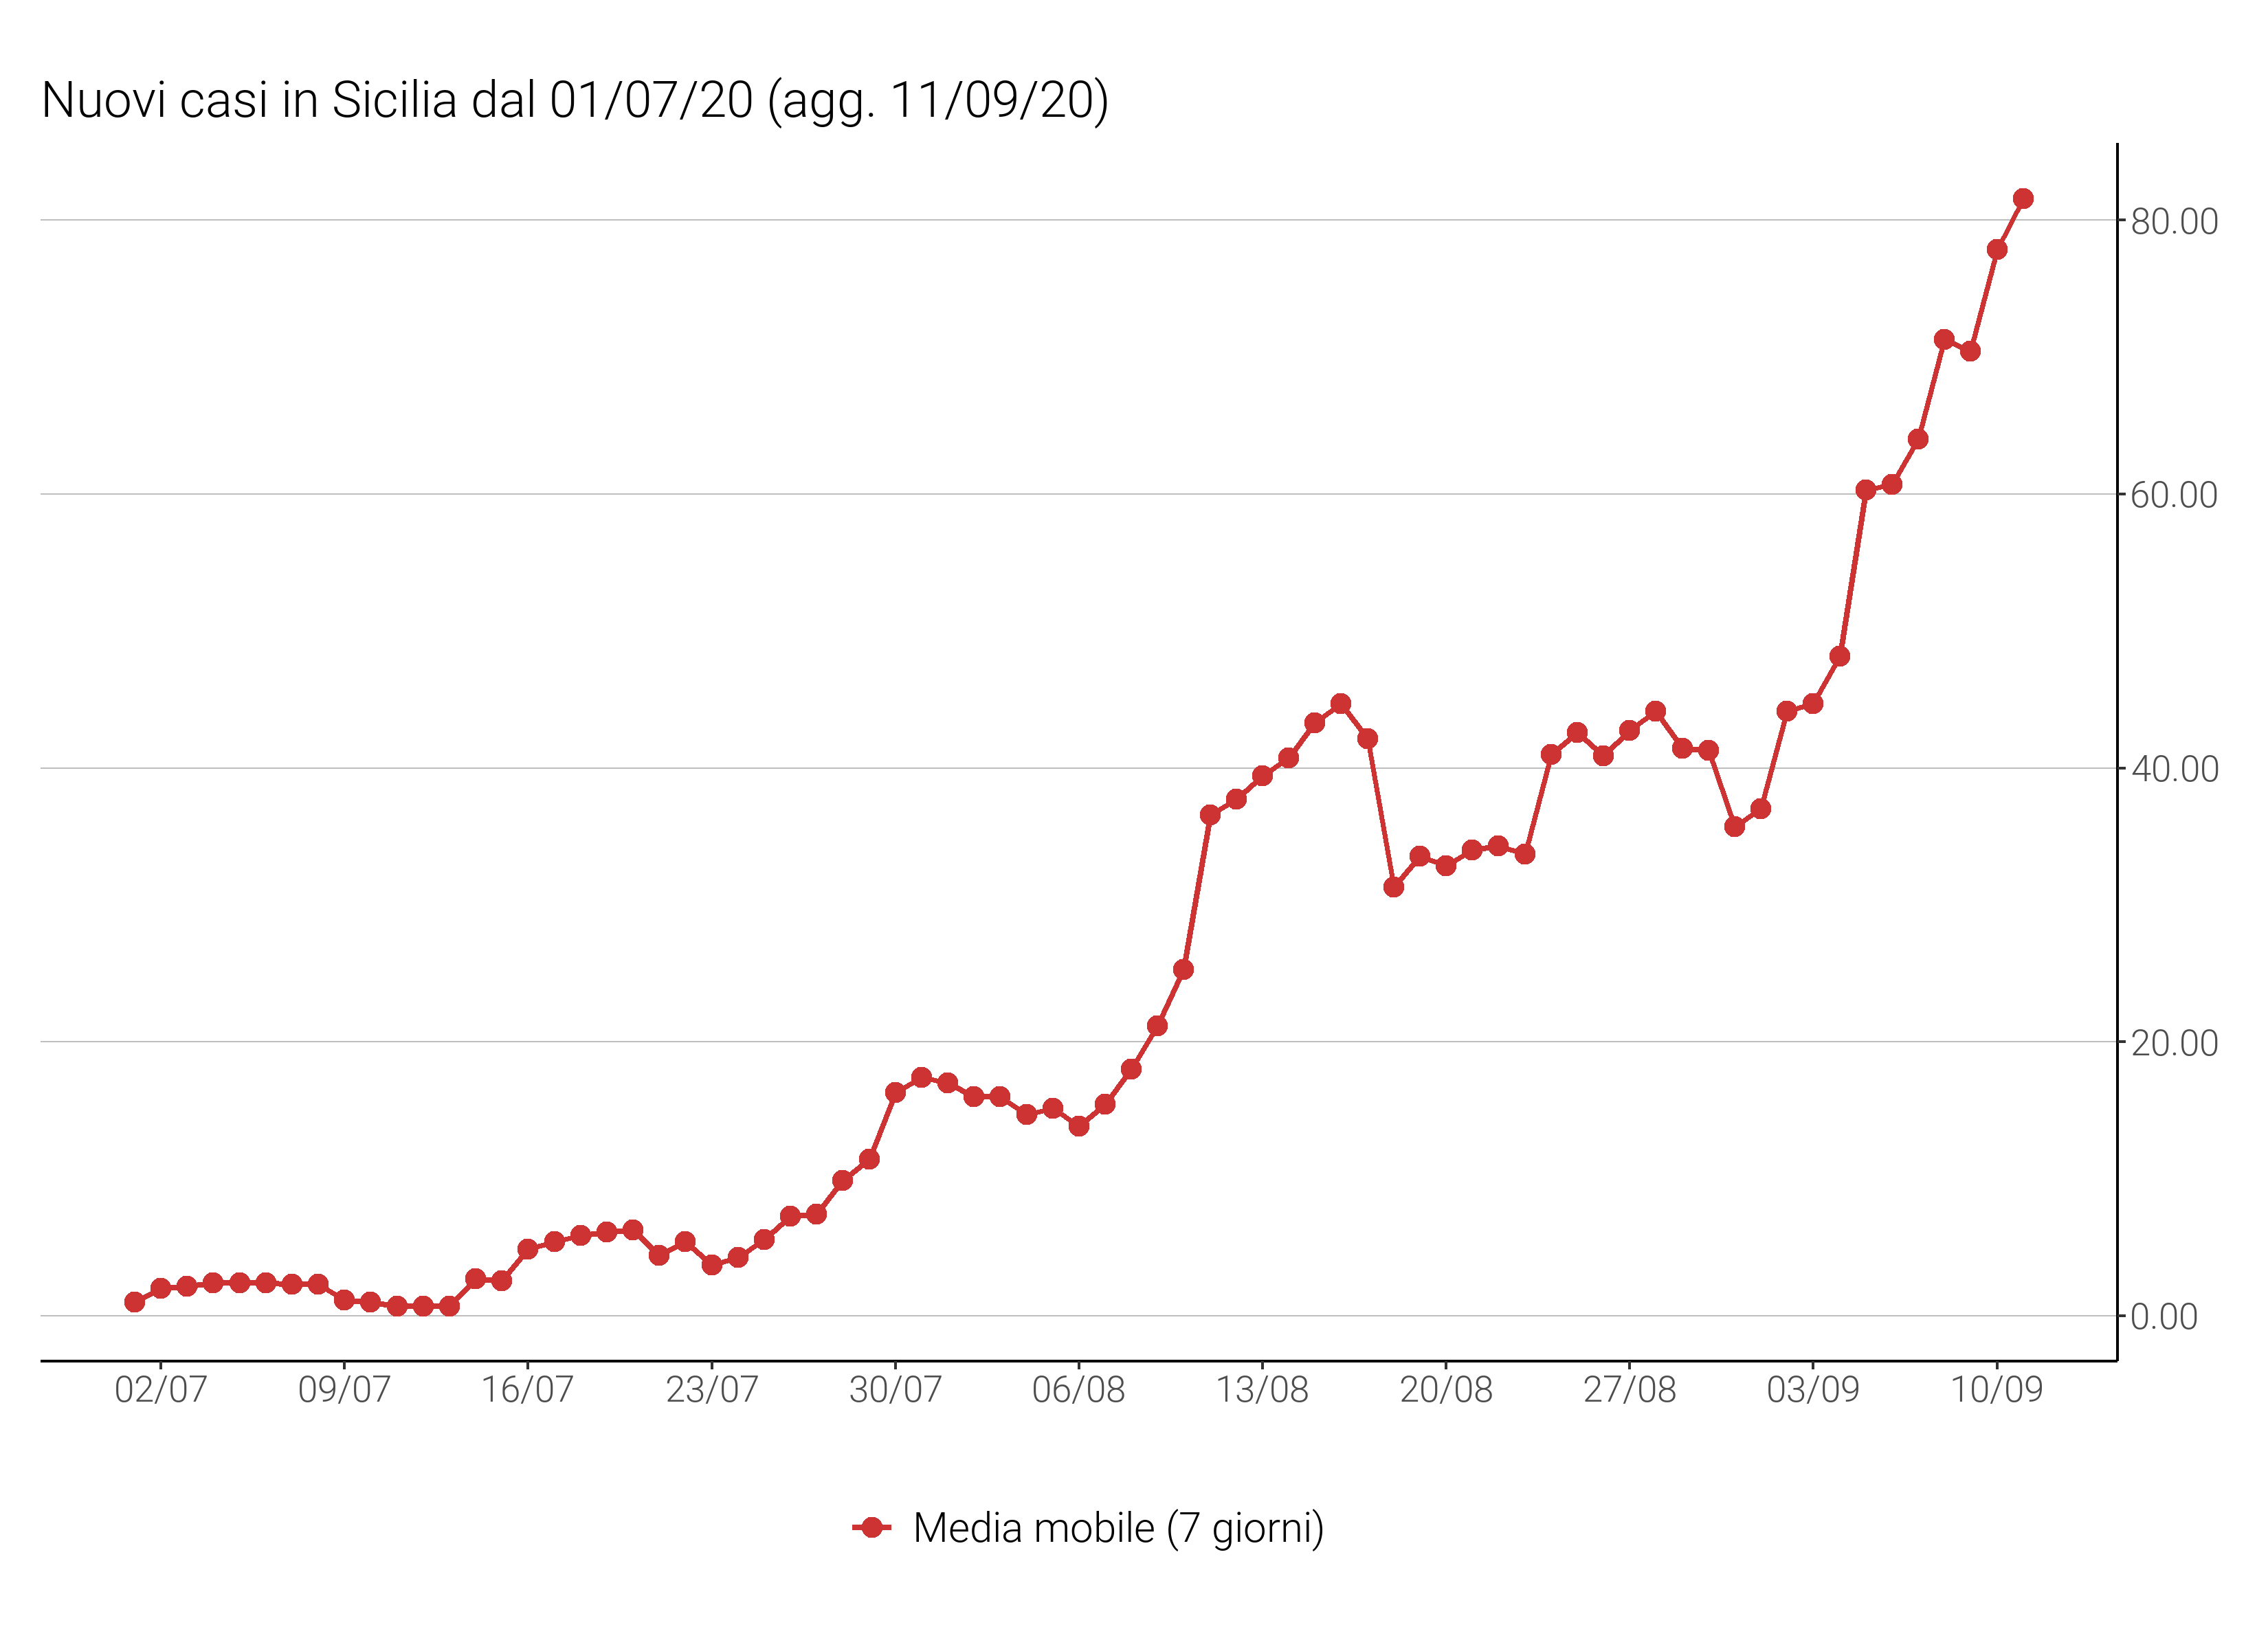 Nuovi casi in Sicilia dal 01/07/20 (agg. 11/09/20)
80.00
60.00
40.00
20.00
0.00
02/07 09/07 16/07 23/07 30/07 06/08 13/08 20/08 27/08 03/09 10/09
Media mobile (7 giorni)